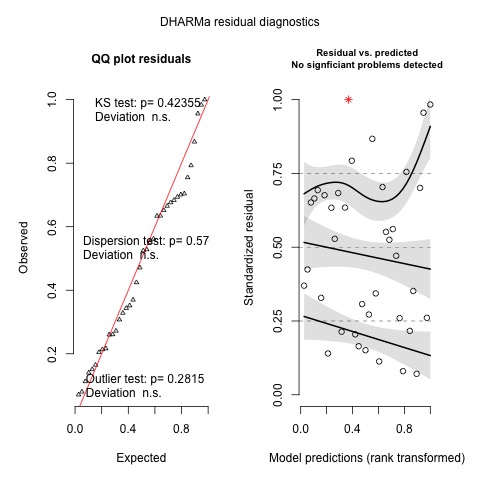 DHARMa residual diagnostics
QQ plot residuals
KS test: p= 0.42355
Deviation n.s.
Dispersion test: p= 0.57
Deviation n.s.
Outlier test: p= 0.2815
Deviation n.s.
Observed
0.2
0.4
0.6
0.8
1.0
0.0
0.4
0.8
Expected
Residual vs. predicted
No signficiant problems detected
Standardized residual
0.00
0.25
0.50
0.75
1.00
0.0
0.4
0.8
Model predictions (rank transformed)